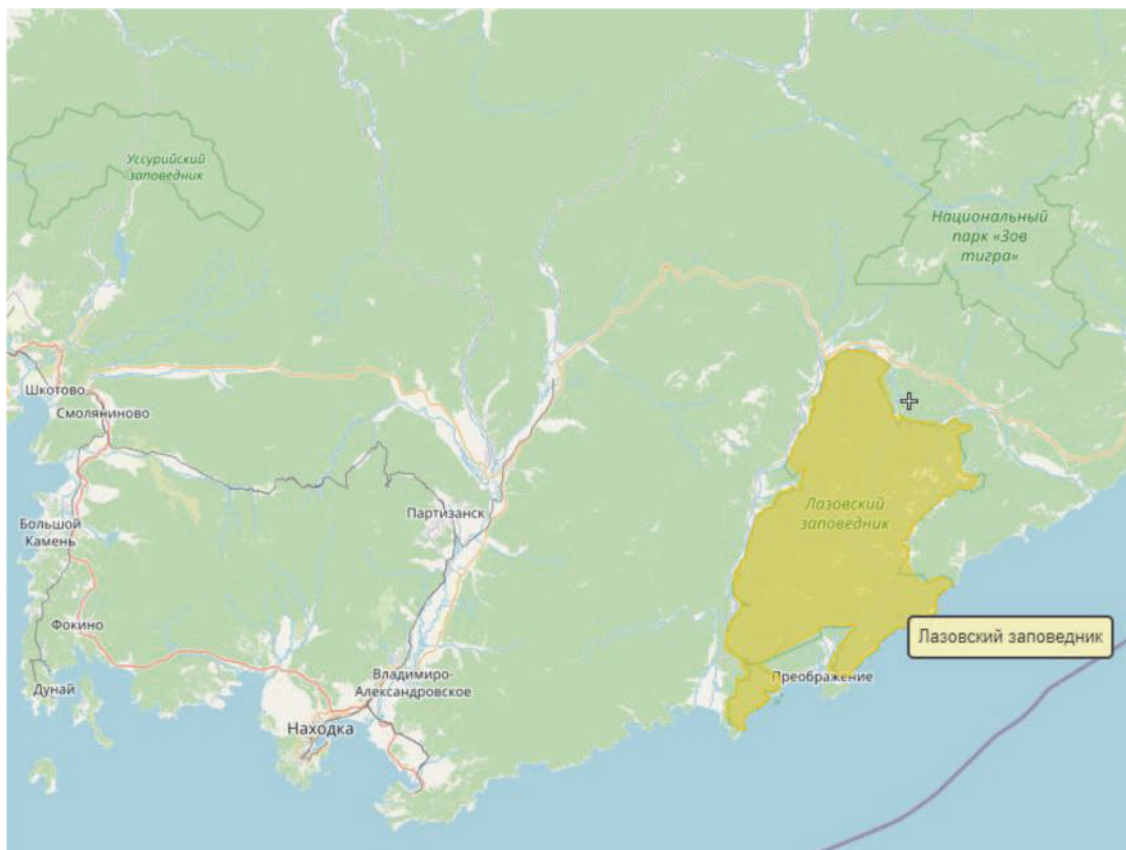 Уссурийский
заповедник
Национальный
парк «Зов
тигра»
Шкотово
Смоляниново
Лазовский
заповедник
Партизанск
Большой
Камень
Фокино
Лазовский заповедник
Владимиро-
Александровское
Преображение
Дунай
Находка